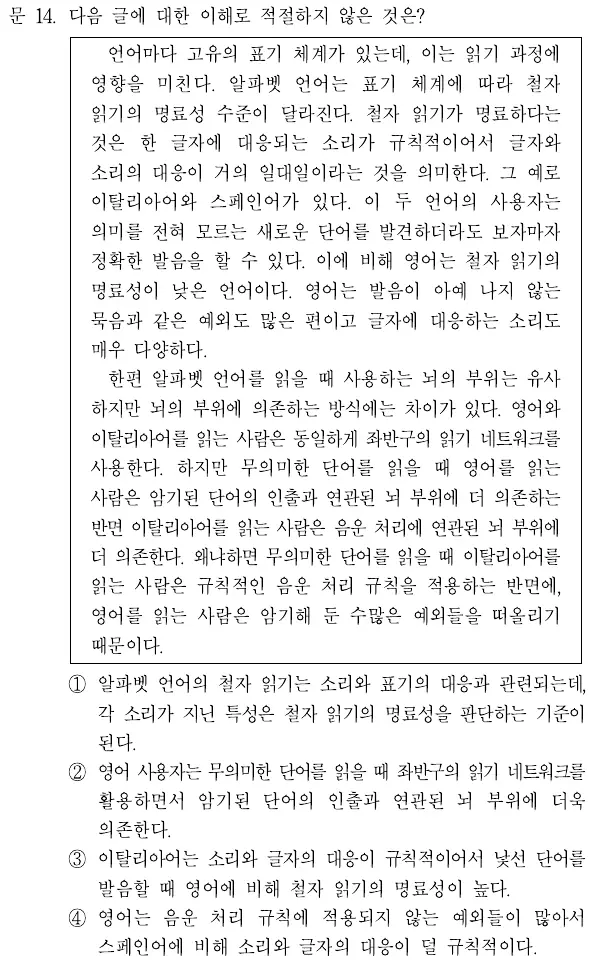 문 14. 다음 글에 대한 이해로 적절하지 않은 것은?
언어마다 고유의 표기 체계가 있는데, 이는 읽기 과정에
영향을 미친다. 알파벳 언어는 표기 체계에 따라 철자
읽기의 명료성 수준이 달라진다. 철자 읽기가 명료하다는
것은 한 글자에 대응되는 소리가 규칙적이어서 글자와
소리의 대응이 거의 일대일이라는 것을 의미한다. 그 예로
이탈리아어와 스페인어가 있다. 이 두 언어의 사용자는
의미를 전혀 모르는 새로운 단어를 발견하더라도 보자마자
정확한 발음을 할 수 있다. 이에 비해 영어는 철자 읽기의
명료성이 낮은 언어이다. 영어는 발음이 아예 나지 않는
묵음과 같은 예외도 많은 편이고 글자에 대응하는 소리도
매우 다양하다.
한편 알파벳 언어를 읽을 때 사용하는 뇌의 부위는 유사
하지만 뇌의 부위에 의존하는 방식에는 차이가 있다. 영어와
이탈리아어를 읽는 사람은 동일하게 좌반구의 읽기 네트워크를
사용한다. 하지만 무의미한 단어를 읽을 때 영어를 읽는
사람은 암기된 단어의 인출과 연관된 뇌 부위에 더 의존하는
반면 이탈리아어를 읽는 사람은 음운 처리에 연관된 뇌 부위에
더 의존한다. 왜냐하면 무의미한 단어를 읽을 때 이탈리아어를
읽는 사람은 규칙적인 음운 처리 규칙을 적용하는 반면에,
영어를 읽는 사람은 암기해 둔 수많은 예외들을 떠올리기
때문이다.
① 알파벳 언어의 철자 읽기는 소리와 표기의 대응과 관련되는데,
각 소리가 지닌 특성은 철자 읽기의 명료성을 판단하는 기준이
된다.
② 영어 사용자는 무의미한 단어를 읽을 때 좌반구의 읽기 네트워크를
활용하면서 암기된 단어의 인출과 연관된 뇌 부위에 더욱
의존한다.
③ 이탈리아어는 소리와 글자의 대응이 규칙적이어서 낯선 단어를
발음할 때 영어에 비해 철자 읽기의 명료성이 높다.
④ 영어는 음운 처리 규칙에 적용되지 않는 예외들이 많아서
스페인어에 비해 소리와 글자의 대응이 덜 규칙적이다.